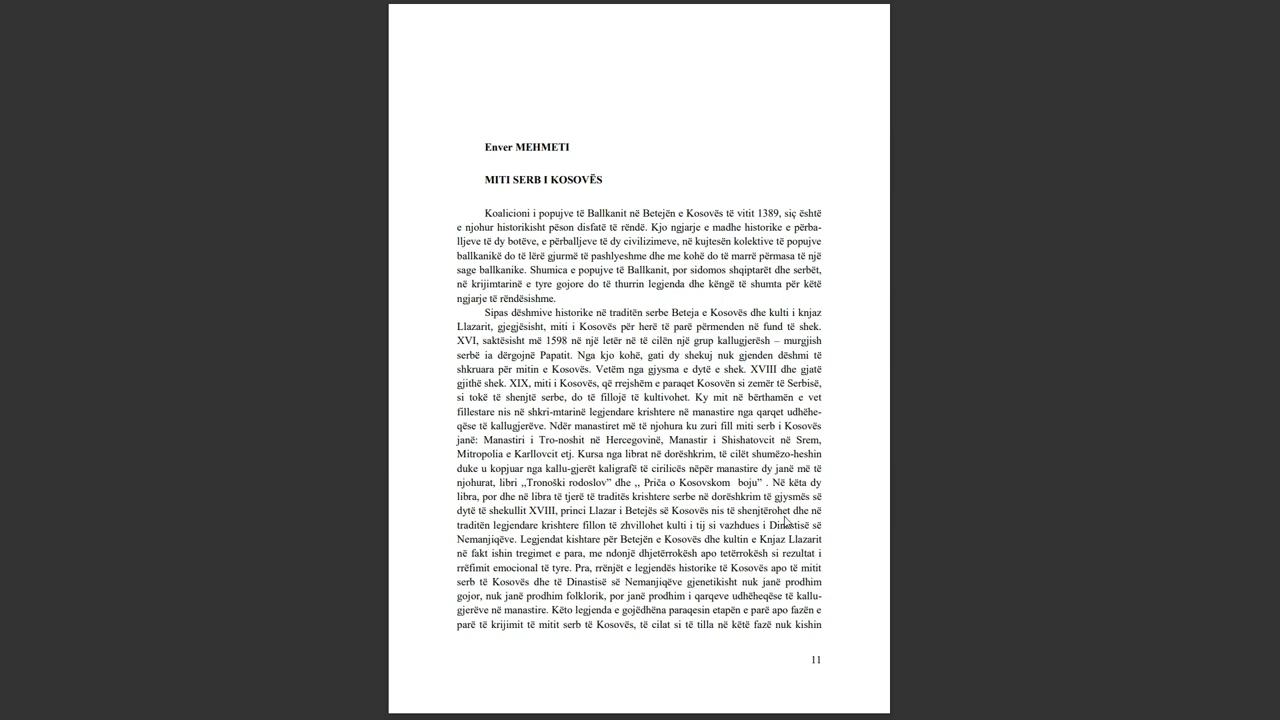 Enver MEHMETI
MITI SERB I KOSOVËS
Koalicioni i popujve të Ballkanit në Betejën e Kosovës të vitit 1389, siç është
e njohur historikisht pëson disfatë të rëndë. Kjo ngjarje e madhe historike e përba-
lljeve të dy botëve, e përballjeve të dy civilizimeve, në kujtesën kolektive të popujve
ballkanikë do të lërë gjurmë të pashlyeshme dhe me kohë do të marrë përmasa të një
sage ballkanike. Shumica e popujve të Ballkanit, por sidomos shqiptarët dhe serbët,
në krijimtarinë e tyre gojore do të thurrin legjenda dhe këngë të shumta për këtë
ngjarje të rëndësishme.
Sipas dëshmive historike në traditën serbe Beteja e Kosovës dhe kulti i knjaz
Llazarit, gjegjësisht, miti i Kosovës për herë të parë përmenden në fund të shek.
XVI, saktësisht më 1598 në një letër në të cilën një grup kallugjerësh – murgjish
serbë ia dërgojnë Papatit. Nga kjo kohë, gati dy shekuj nuk gjenden dëshmi të
shkruara për mitin e Kosovës. Vetëm nga gjysma e dytë e shek. XVIII dhe gjatë
gjithë shek. XIX, miti i Kosovës, që rrejshëm e paraqet Kosovën si zemër të Serbisë,
si tokë të shenjtë serbe, do të fillojë të kultivohet. Ky mit në bërthamën e vet
fillestare nis në shkri-mtarinë legjendare krishtere në manastire nga qarqet udhëhe-
qëse të kallugjerëve. Ndër manastiret më të njohura ku zuri fill miti serb i Kosovës
janë: Manastiri i Tro-noshit në Hercegovinë, Manastir i Shishatovcit në Srem,
Mitropolia e Karllovcit etj. Kursa nga librat në dorëshkrim, të cilët shumëzo-heshin
duke u kopjuar nga kallu-gjerët kaligrafë të cirilicës nëpër manastire dy janë më të
njohurat, libri ,,Tronoški rodoslov” dhe ,, Priča o Kosovskom  boju” . Në këta dy
libra, por dhe në libra të tjerë të traditës krishtere serbe në dorëshkrim të gjysmës së
dytë të shekullit XVIII, princi Llazar i Betejës së Kosovës nis të shenjtërohet dhe në
traditën legjendare krishtere fillon të zhvillohet kulti i tij si vazhdues i Dinastisë së
Nemanjiqëve. Legjendat kishtare për Betejën e Kosovës dhe kultin e Knjaz Llazarit
në fakt ishin tregimet e para, me ndonjë dhjetërrokësh apo tetërrokësh si rezultat i
rrëfimit emocional të tyre. Pra, rrënjët e legjendës historike të Kosovës apo të mitit
serb të Kosovës dhe të Dinastisë së Nemanjiqëve gjenetikisht nuk janë prodhim
gojor, nuk janë prodhim folklorik, por janë prodhim i qarqeve udhëheqëse të kallu-
gjerëve në manastire. Këto legjenda e gojëdhëna paraqesin etapën e parë apo fazën e
parë të krijimit të mitit serb të Kosovës, të cilat si të tilla në këtë fazë nuk kishin
11